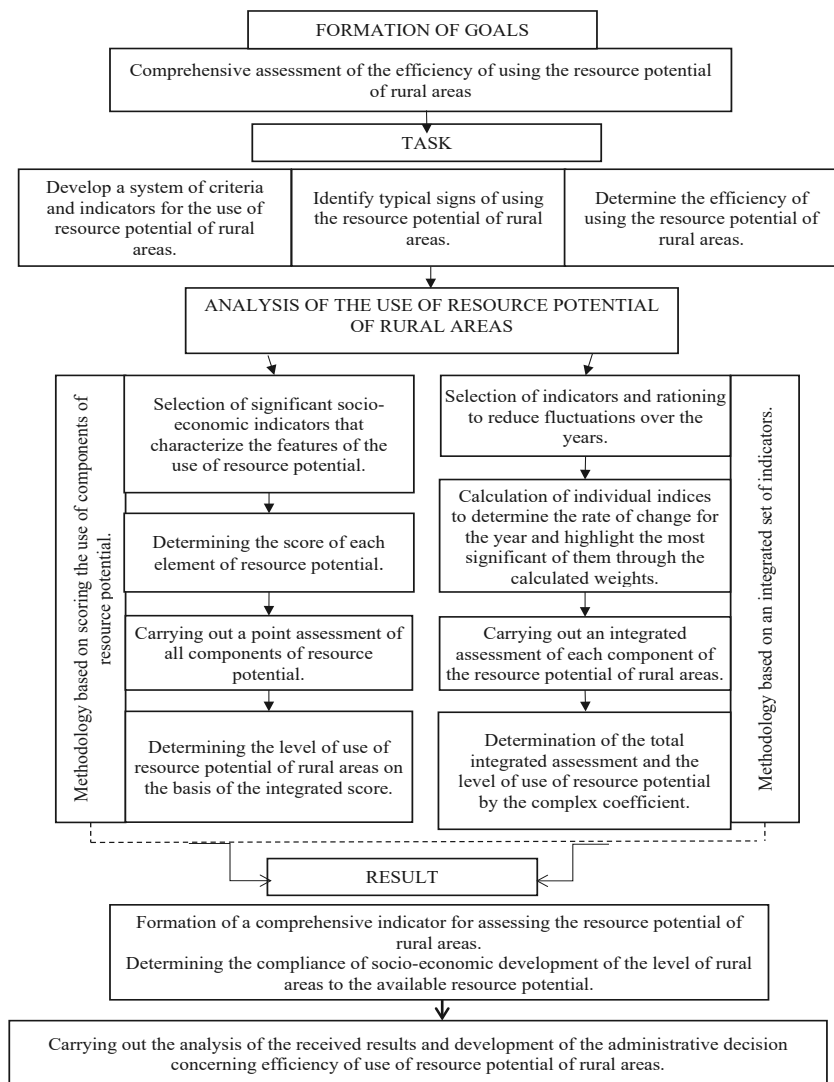 FORMATION OF GOALS
Comprehensive assessment of the efficiency of using the resource potential
of rural areas
TASK
Develop a system of criteria
and indicators for the use of
resource potential of rural
areas.
Identify typical signs of using
the resource potential of rural
areas.
Determine the efficiency of
using the resource potential of
rural areas.
ANALYSIS OF THE USE OF RESOURCE POTENTIAL
OF RURAL AREAS
Methodology based on scoring the use of components of
resource potential.
Selection of significant socio-
economic indicators that
characterize the features of the
use of resource potential.
Determining the score of each
element of resource potential.
Carrying out a point assessment of
all components of resource
potential.
Determining the level of use of
resource potential of rural areas on
the basis of the integrated score.
Selection of indicators and rationing
to reduce fluctuations over the
years.
Calculation of individual indices
to determine the rate of change for
the year and highlight the most
significant of them through the
calculated weights.
Carrying out an integrated
assessment of each component of
the resource potential of rural areas.
Determination of the total
integrated assessment and the
level of use of resource potential
by the complex coefficient.
Methodology based on an integrated set of indicators.
RESULT
Formation of a comprehensive indicator for assessing the resource potential of
rural areas.
Determining the compliance of socio-economic development of the level of rural
areas to the available resource potential.
Carrying out the analysis of the received results and development of the administrative decision
concerning efficiency of use of resource potential of rural areas.